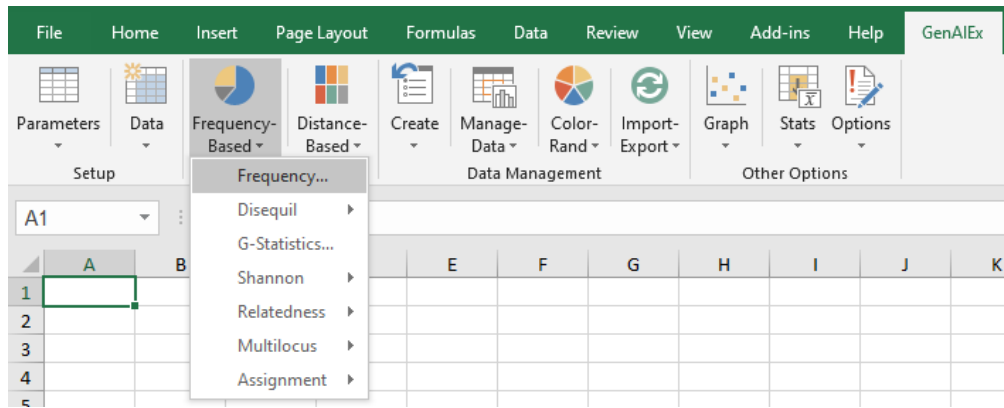 File Home Insert Page Layout Formulas Data Review View Add-ins Help GenAlEx
Parameters Data Frequency-Based Distance-Based Create Manage-Data Color-Rand Import-Export Graph Stats Options
Setup Data Management Other Options
Frequency...
A1
Disequil
G-Statistics...
A B E F G H I J K
Shannon
1
Relatedness
2
Multilocus
3
Assignment
4
5